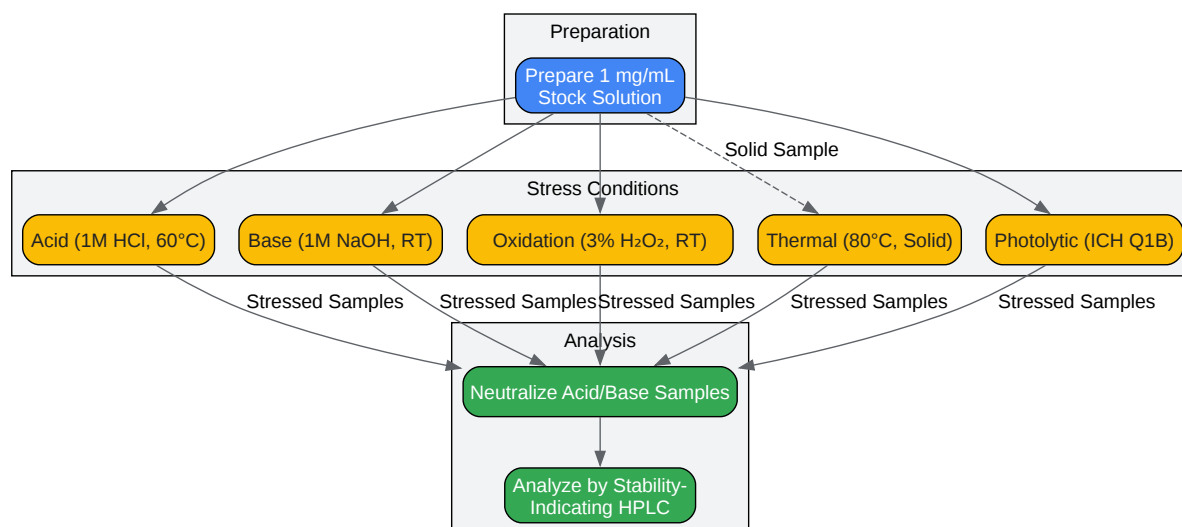 Preparation
Prepare 1 mg/mL
Stock Solution
Solid Sample
Stress Conditions
Acid (1M HCl, 60°C)
Base (1M NaOH, RT)
Oxidation (3% H₂O₂, RT)
Thermal (80°C, Solid)
Photolytic (ICH Q1B)
Stressed Samples
Stressed Samples
Stressed Samples
Stressed Samples
Stressed Samples
Analysis
Neutralize Acid/Base Samples
Analyze by Stability-
Indicating HPLC